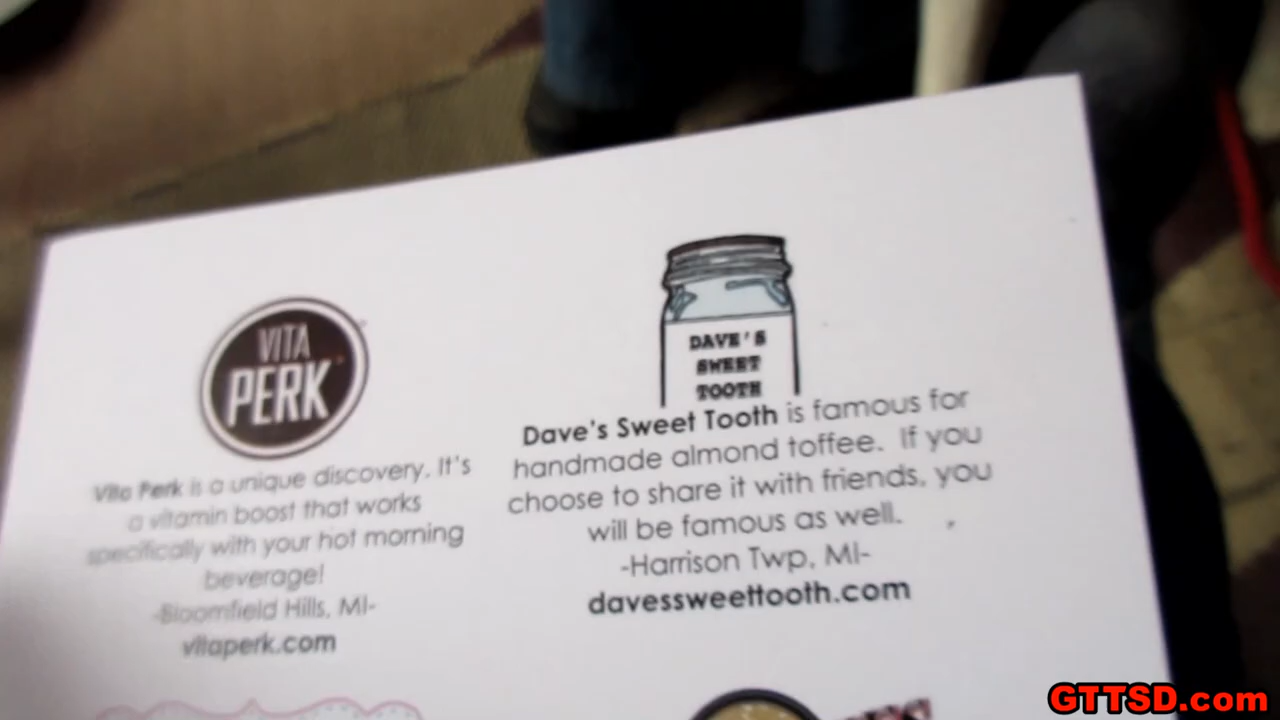 VITA
PERK
Vita Perk is a unique discovery. It's
a vitamin boost that works
specifically with your hot morning
beverage!
-Bloomfield Hills, MI-
vitaperk.com
DAVE'S
SWEET
TOOTH
Dave's Sweet Tooth is famous for
handmade almond toffee. If you
choose to share it with friends, you
will be famous as well.
-Harrison Twp, MI-
davessweettooth.com
GTTSD.com